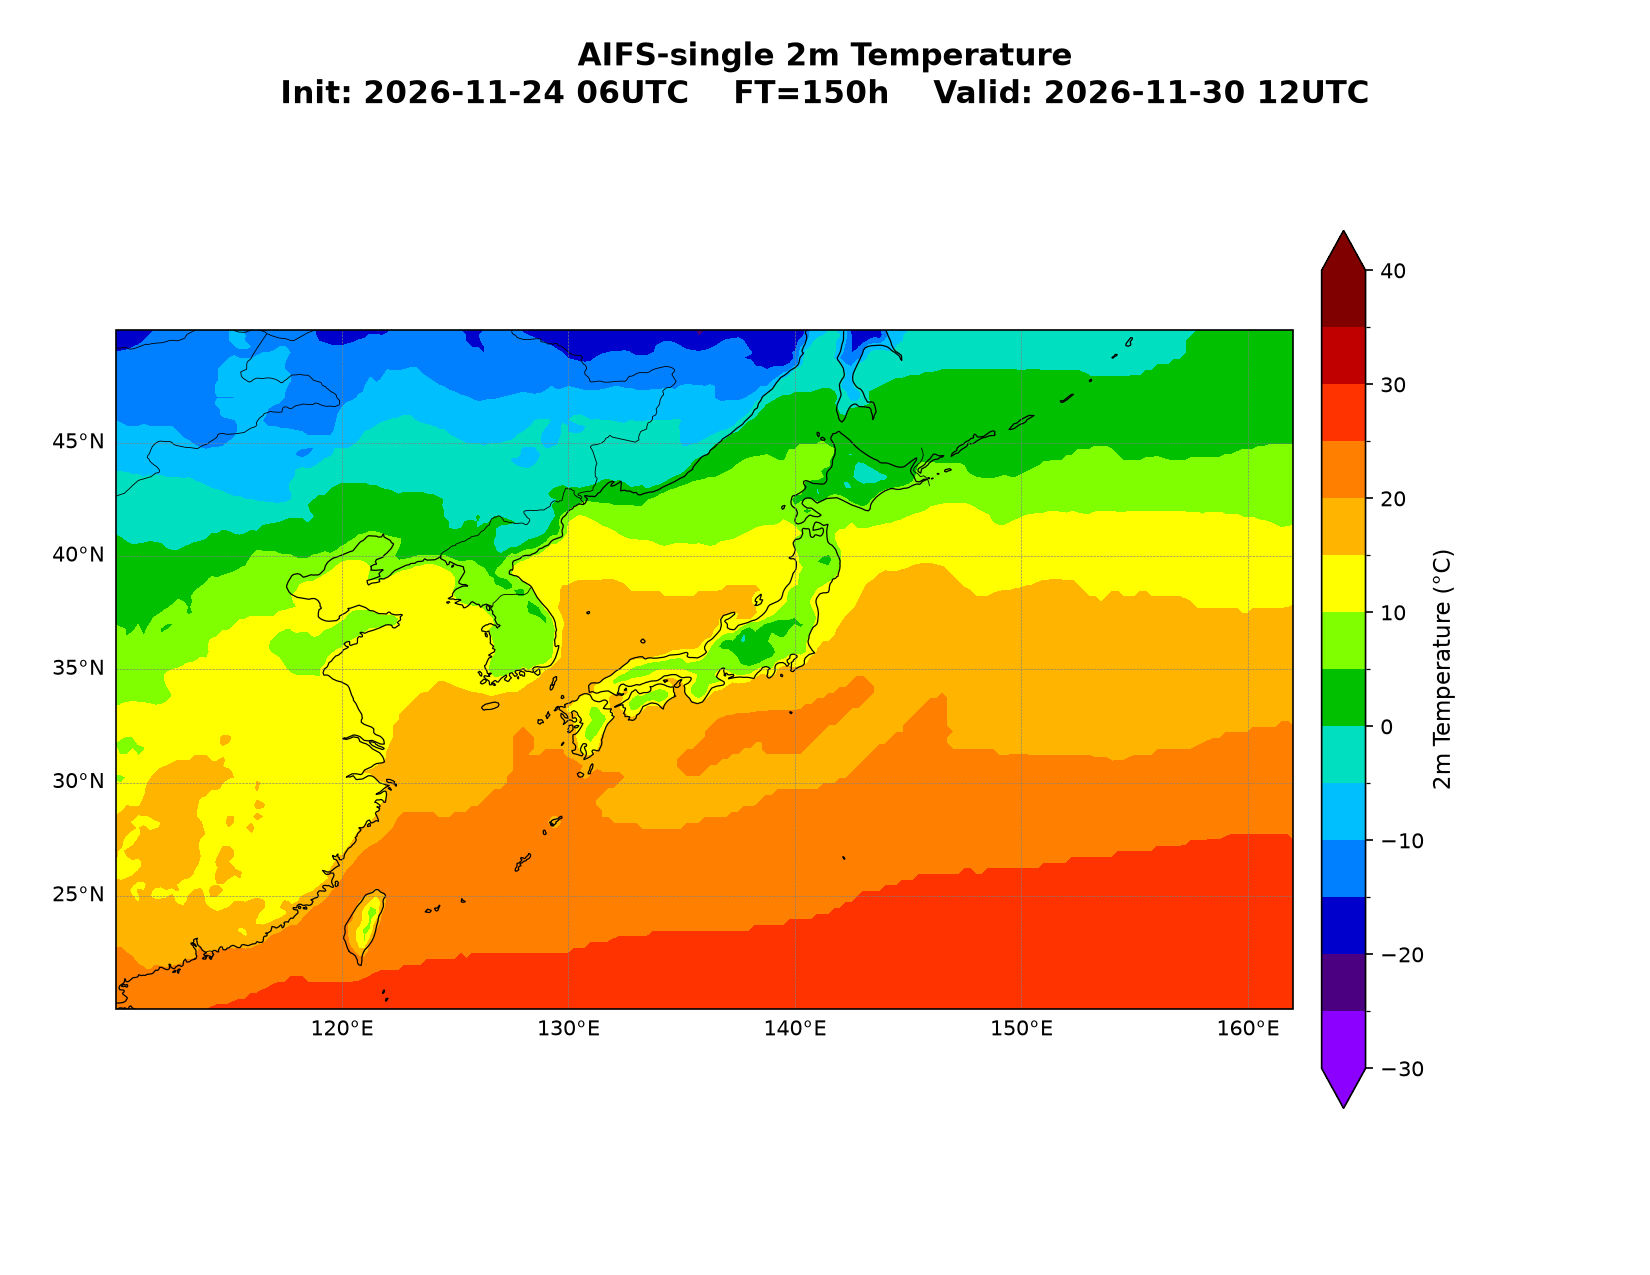 AIFS-single 2m Temperature
Init: 2026-11-24 06UTC    FT=150h    Valid: 2026-11-30 12UTC
40
30
20
10
0
−10
−20
−30
2m Temperature (°C)
45°N
40°N
35°N
30°N
25°N
120°E
130°E
140°E
150°E
160°E